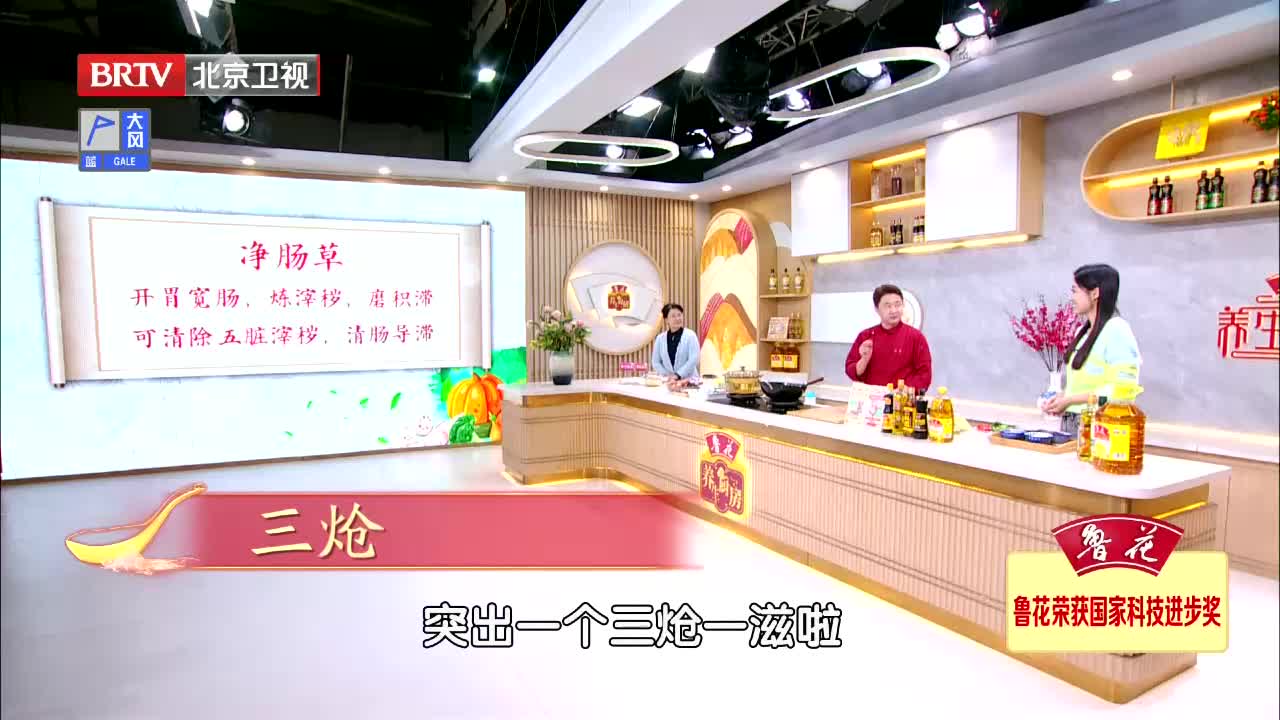 BRTV 北京卫视
大风
蓝 GALE
净肠草
开胃宽肠，炼滓秽，磨积滞
可清除五脏滓秽，清肠导滞
养生
鲁花
养生厨房
三炝
突出一个三炝一滋啦
鲁花
鲁花荣获国家科技进步奖